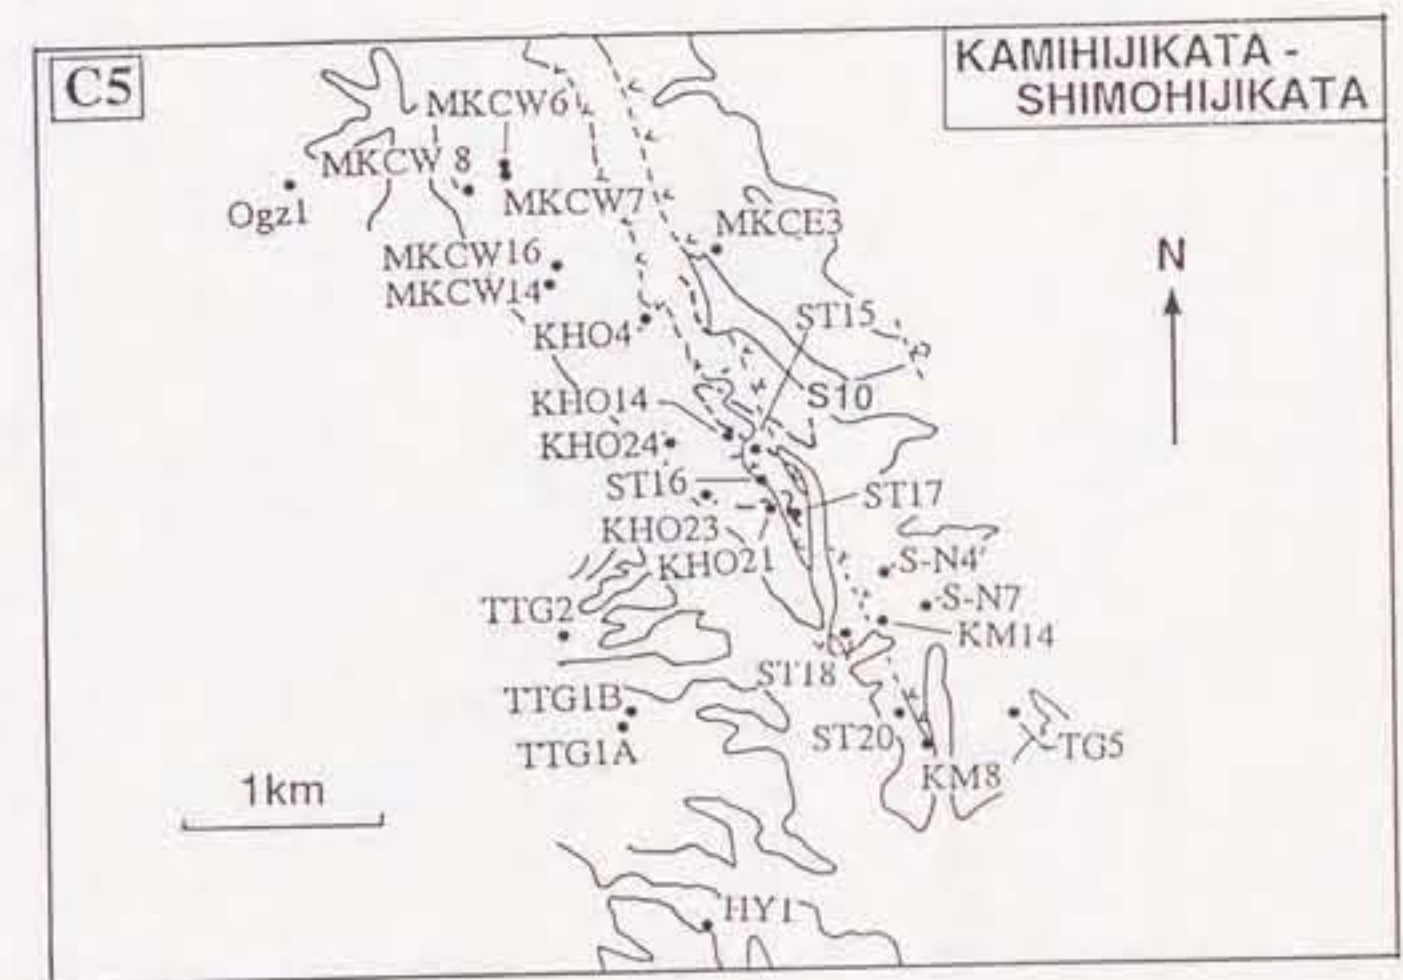 C5
KAMIHIJIKATA -
SHIMOHIJIKATA
MKCW6
MKCW 8
Ogz1
MKCW7
MKCE3
MKCW16
N
MKCW14
ST15
KHO4
KHO14
S10
KHO24
ST16
ST17
KHO23
KHO21
S-N4'
TTG2
S-N7
KM14
ST18
TTG1B
ST20
TTG1A
TG5
KM8
1km
HY1